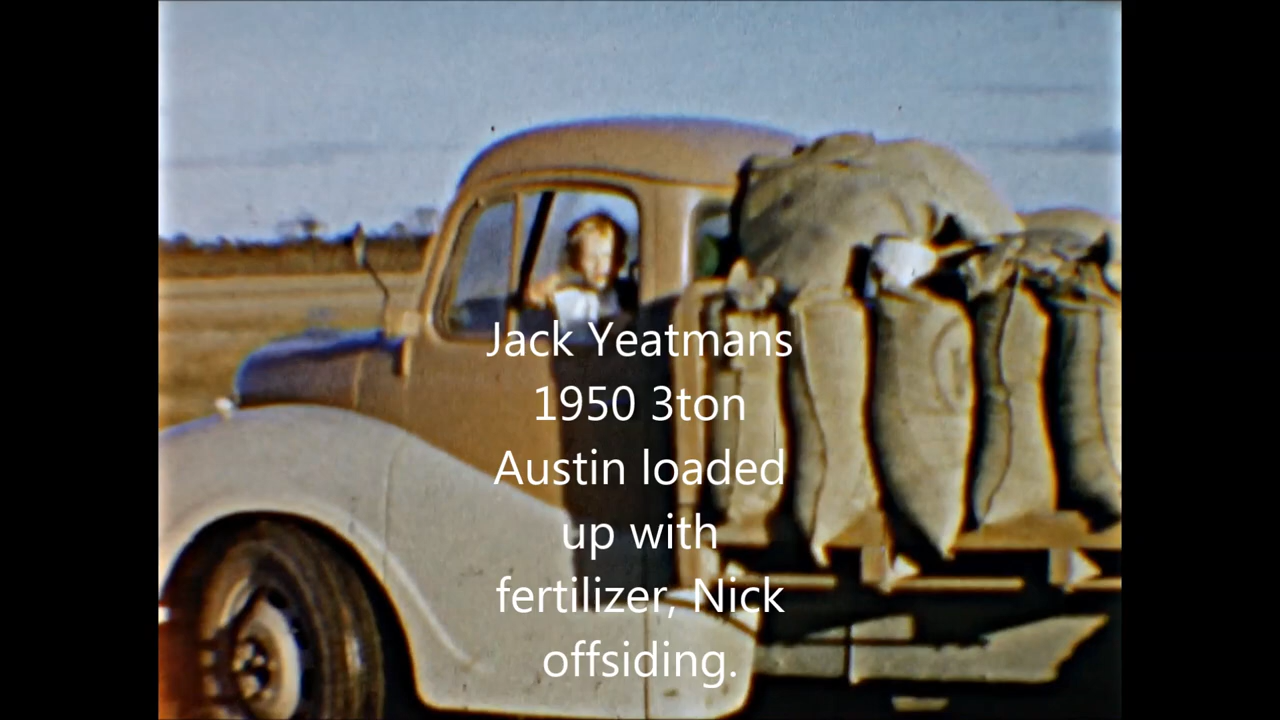 Jack Yeatmans
1950 3ton
Austin loaded
up with
fertilizer, Nick
offsiding.